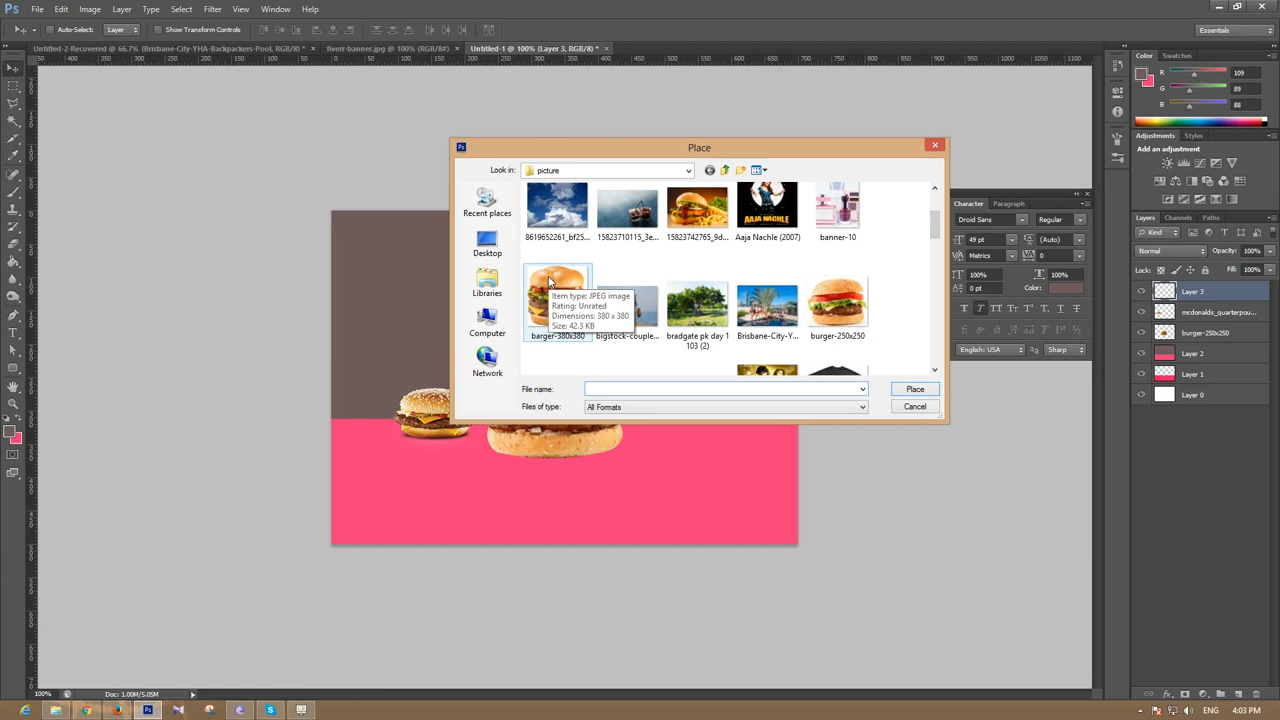 Ps File Edit Image Layer Type Select Filter View Window Help
Auto-Select: Layer Show Transform Controls Essentials
Untitled-2-Recovered @ 66.7% (Brisbane-City-YHA-Backpackers-Pool, RGB/8) * × fiverr-banner.jpg @ 100% (RGB/8#) × Untitled-1 @ 100% (Layer 3, RGB/8) * ×
Color Swatches
R 109
G 89
B 88
Adjustments Styles
Add an adjustment
Place
Look in: picture
Recent places
Desktop
Libraries
Computer
Network
8619652261_bf25... 15823710115_3e... 15823742765_9d... Aaja Nachle (2007) banner-10
AAJA NACHLE
Item type: JPEG image
Rating: Unrated
Dimensions: 380 x 380
Size: 42.3 KB
barger-380x380 bigstock-couple... bradgate pk day 1 103 (2) Brisbane-City-Y... burger-250x250
File name: Place
Files of type: All Formats Cancel
Character Paragraph
Droid Sans Regular
49 pt (Auto)
Metrics 0
100% 100%
0 pt Color:
T T TT Tr T¹ T₁ T T
English: USA Sharp
Layers Channels Paths
Kind
Normal Opacity: 100%
Lock: Fill: 100%
Layer 3
mcdonalds_quarterpou...
burger-250x250
Layer 2
Layer 1
Layer 0
100% Doc: 1.00M/5.05M
ENG 4:03 PM